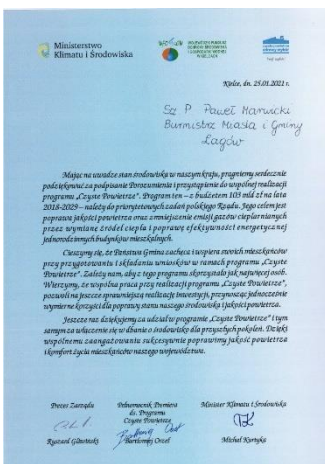 Ministerstwo
Klimatu i Środowiska
WOJEWÓDZKI FUNDUSZ
OCHRONY ŚRODOWISKA
I GOSPODARKI WODNEJ
W KIELCACH
Kielce, dn. 25.01.2021 r.
Sz P. Paweł Marwicki
Burmistrz Miasta i Gminy
Łagów
Mając na uwadze stan środowiska w naszym kraju, pragniemy serdecznie
podziękować za podpisanie Porozumienia i przystąpienie do wspólnej realizacji
programu „Czyste Powietrze”. Program ten – z budżetem 103 mld zł na lata
2018-2029 – należy do priorytetowych zadań polskiego Rządu. Jego celem jest
poprawa jakości powietrza oraz zmniejszenie emisji gazów cieplarnianych
przez wymianę źródeł ciepła i poprawę efektywności energetycznej
jednorodzinnych budynków mieszkalnych.
Cieszymy się, że Państwa Gmina zachęca i wspiera swoich mieszkańców
przy przygotowaniu i składaniu wniosków w ramach programu „Czyste
Powietrze”. Zależy nam, aby z tego programu skorzystało jak najwięcej osób.
Wierzymy, że wspólna praca przy realizacji programu „Czyste Powietrze”,
pozwoli na jeszcze sprawniejszą realizację inwestycji, przynosząc jednocześnie
wymierne korzyści dla poprawy stanu naszego środowiska i jakości powietrza.
Jeszcze raz dziękujemy za udział w programie „Czyste Powietrze” i tym
samym za włączenie się w dbanie o środowisko dla przyszłych pokoleń. Dzięki
wspólnemu zaangażowaniu sukcesywnie poprawimy jakość powietrza
i komfort życia mieszkańców naszego województwa.
Prezes Zarządu
Pełnomocnik Premiera
ds. Programu
Czyste Powietrze
Minister Klimatu i Środowiska
Ryszard Gliwiński
Bartłomiej Orzeł
Michał Kurtyka